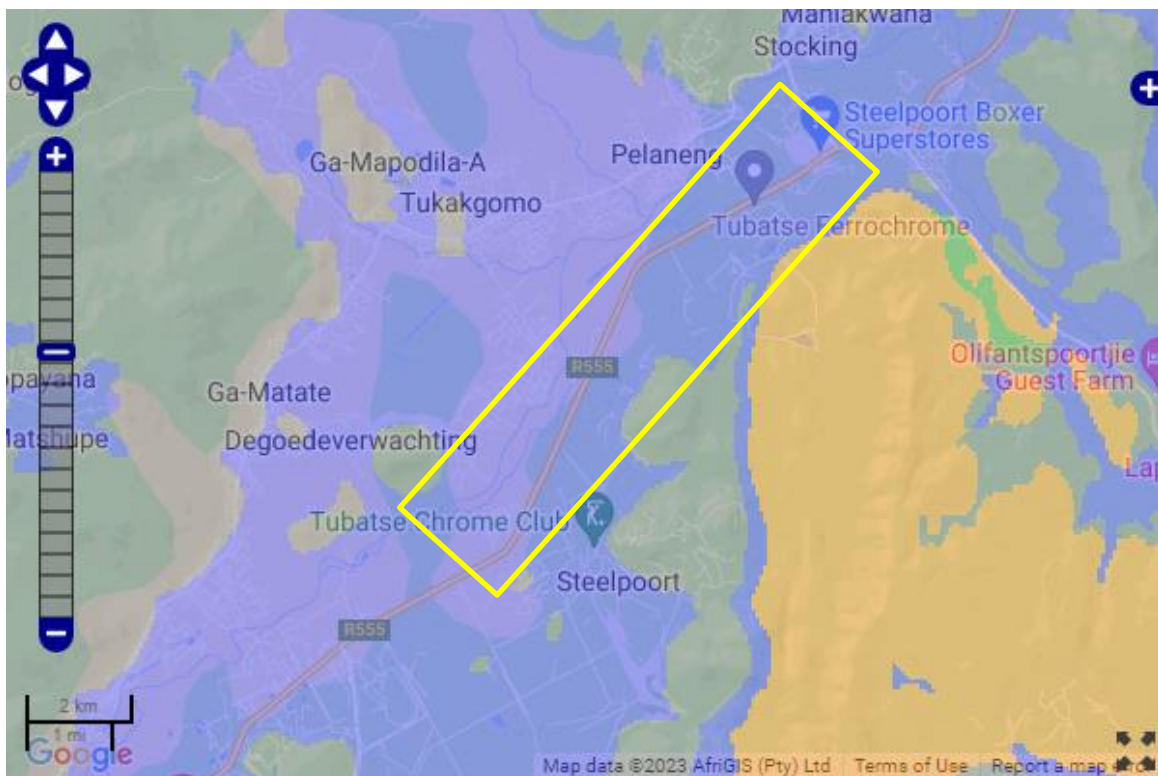 Maniakwana
Stocking
Steelpoort Boxer
Superstores
Pelaneng
Ga-Mapodila-A
Tukakgomo
Tubatse Ferrochrome
Olifantspoortjie
Guest Farm
R555
Ga-Matate
Degoedeverwachting
Lap
Tubatse Chrome Club
Steelpoort
R555
2 km
1 mi
Google
Map data ©2023 AfriGIS (Pty) Ltd
Terms of Use
Report a map error